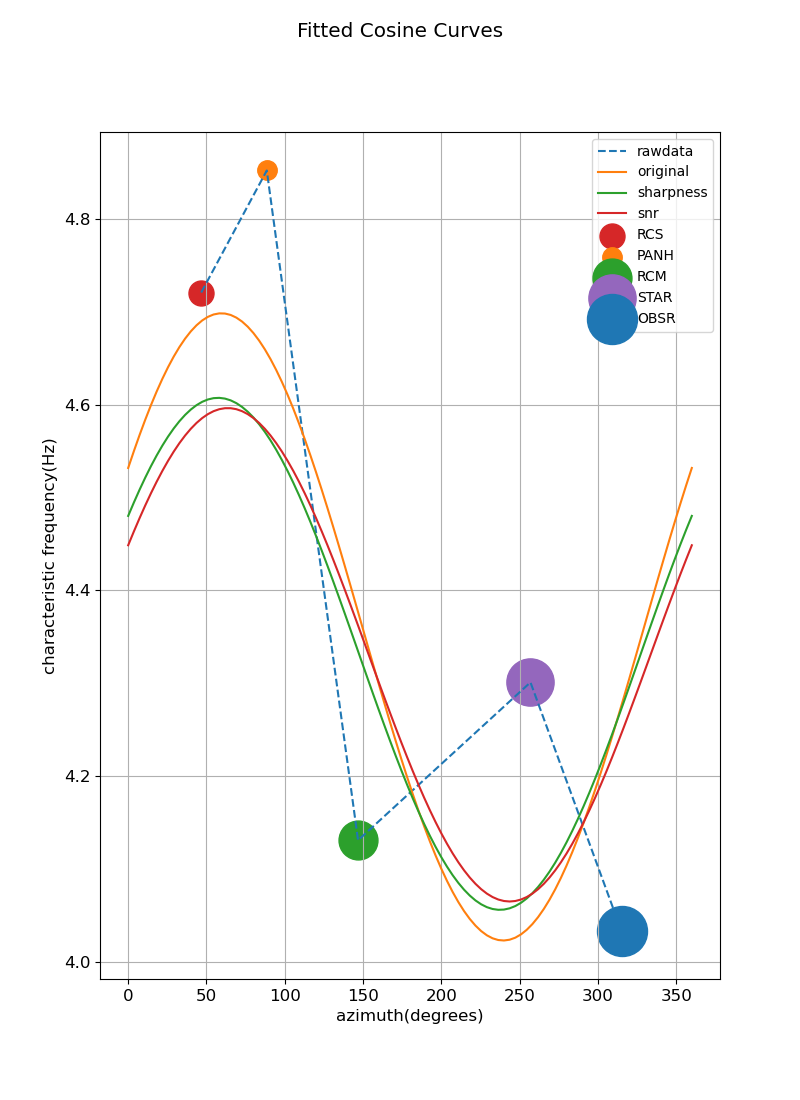 Fitted Cosine Curves
rawdata
original
sharpness
snr
RCS
PANH
RCM
STAR
OBSR
characteristic frequency(Hz)
4.8
4.6
4.4
4.2
4.0
0 50 100 150 200 250 300 350
azimuth(degrees)